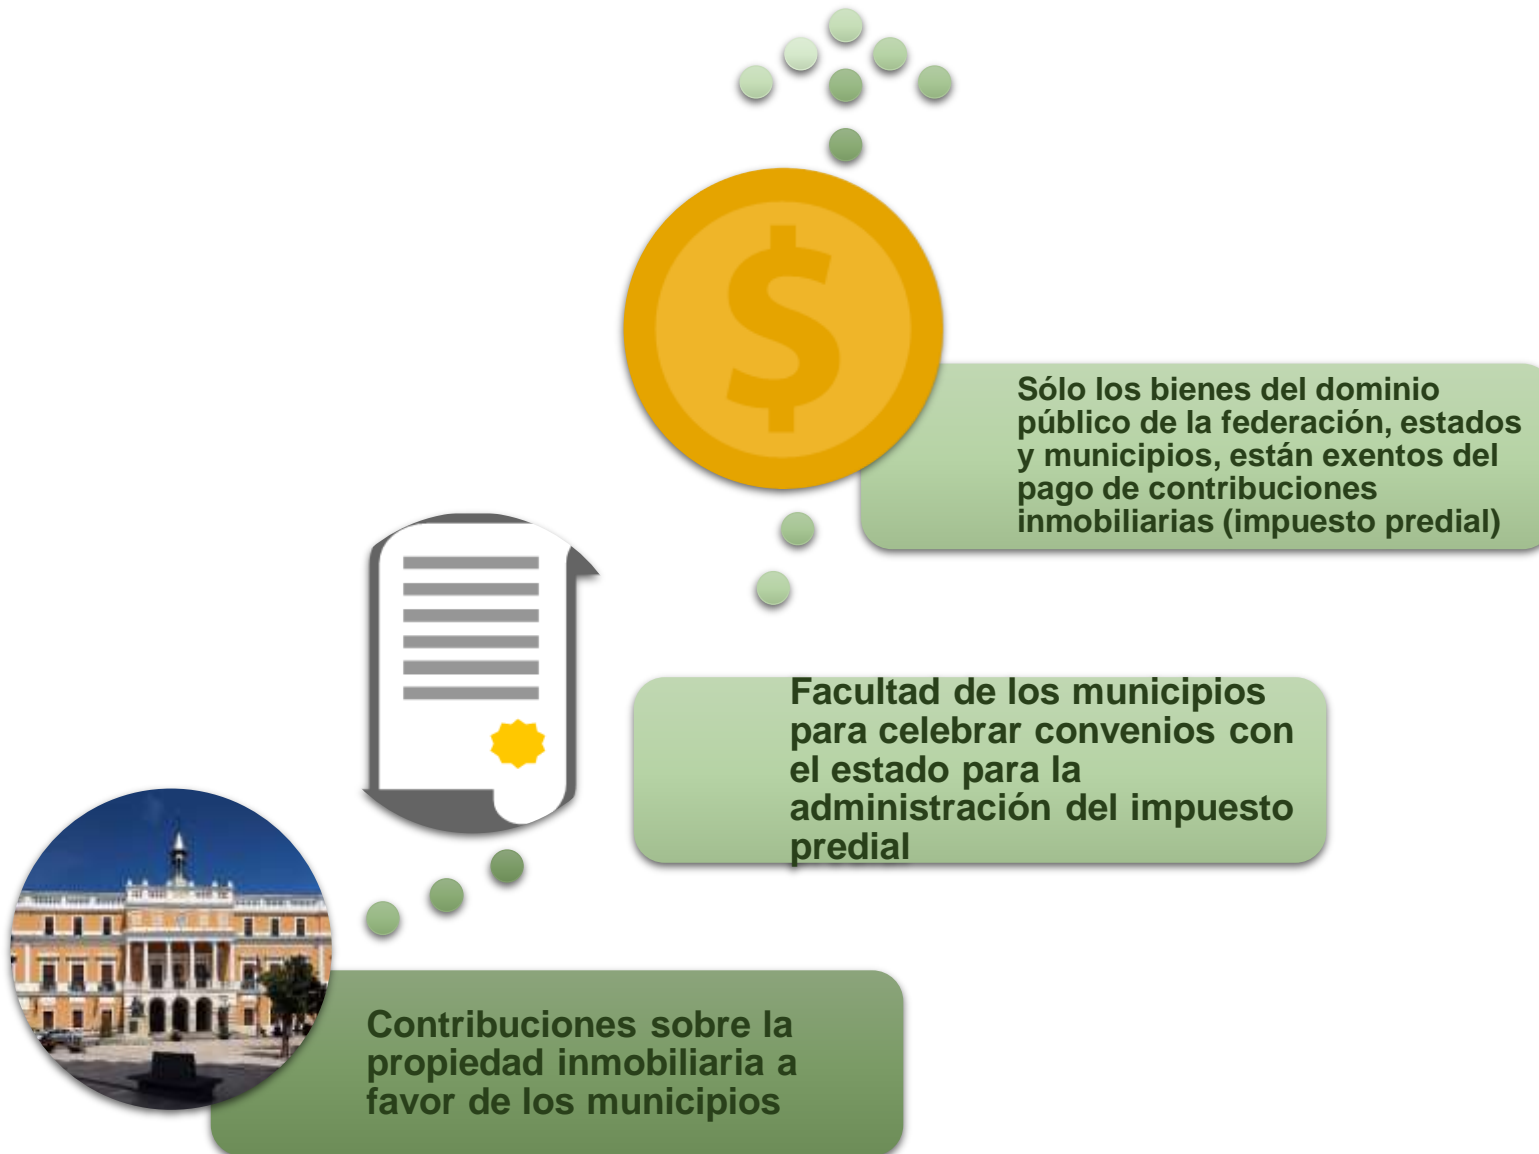 Sólo los bienes del dominio
público de la federación, estados
y municipios, están exentos del
pago de contribuciones
inmobiliarias (impuesto predial)
Facultad de los municipios
para celebrar convenios con
el estado para la
administración del impuesto
predial
Contribuciones sobre la
propiedad inmobiliaria a
favor de los municipios